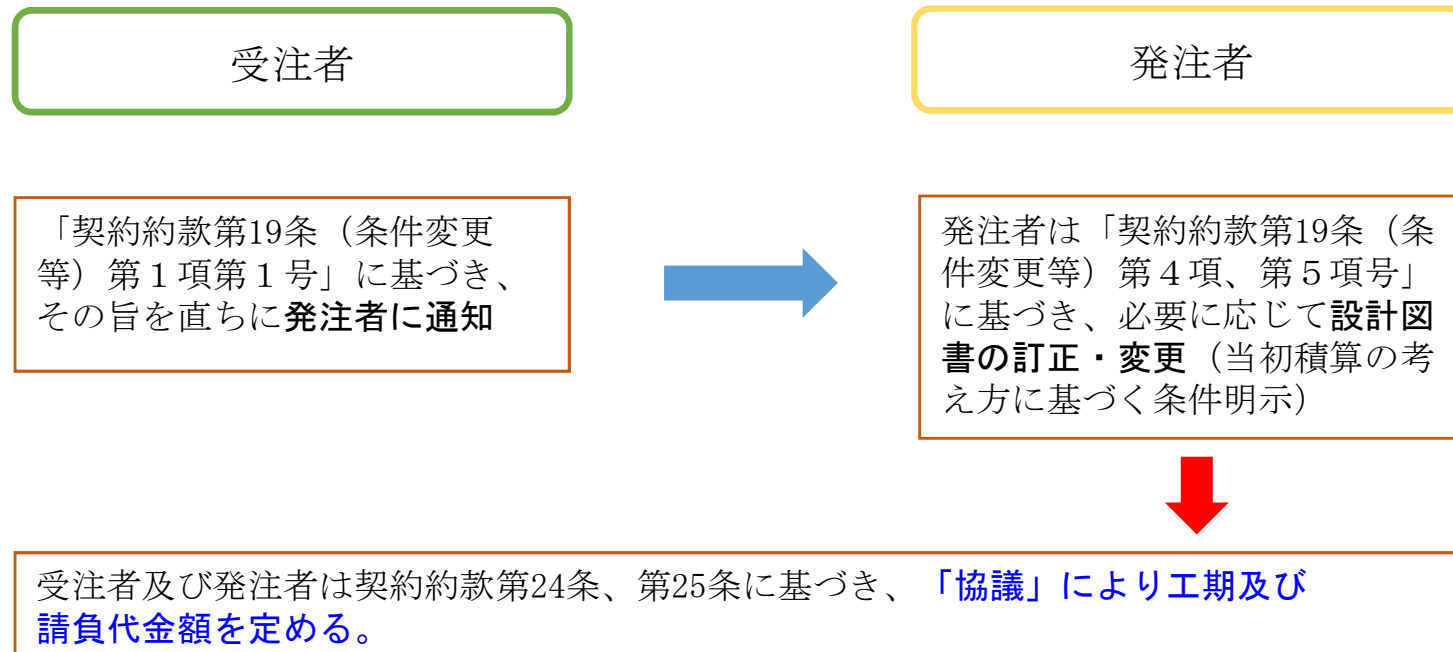 受注者
発注者
「契約約款第19条（条件変更
等）第１項第１号」に基づき、
その旨を直ちに発注者に通知
発注者は「契約約款第19条（条
件変更等）第４項、第５項号」
に基づき、必要に応じて設計図
書の訂正・変更（当初積算の考
え方に基づく条件明示）
受注者及び発注者は契約約款第24条、第25条に基づき、「協議」により工期及び
請負代金額を定める。